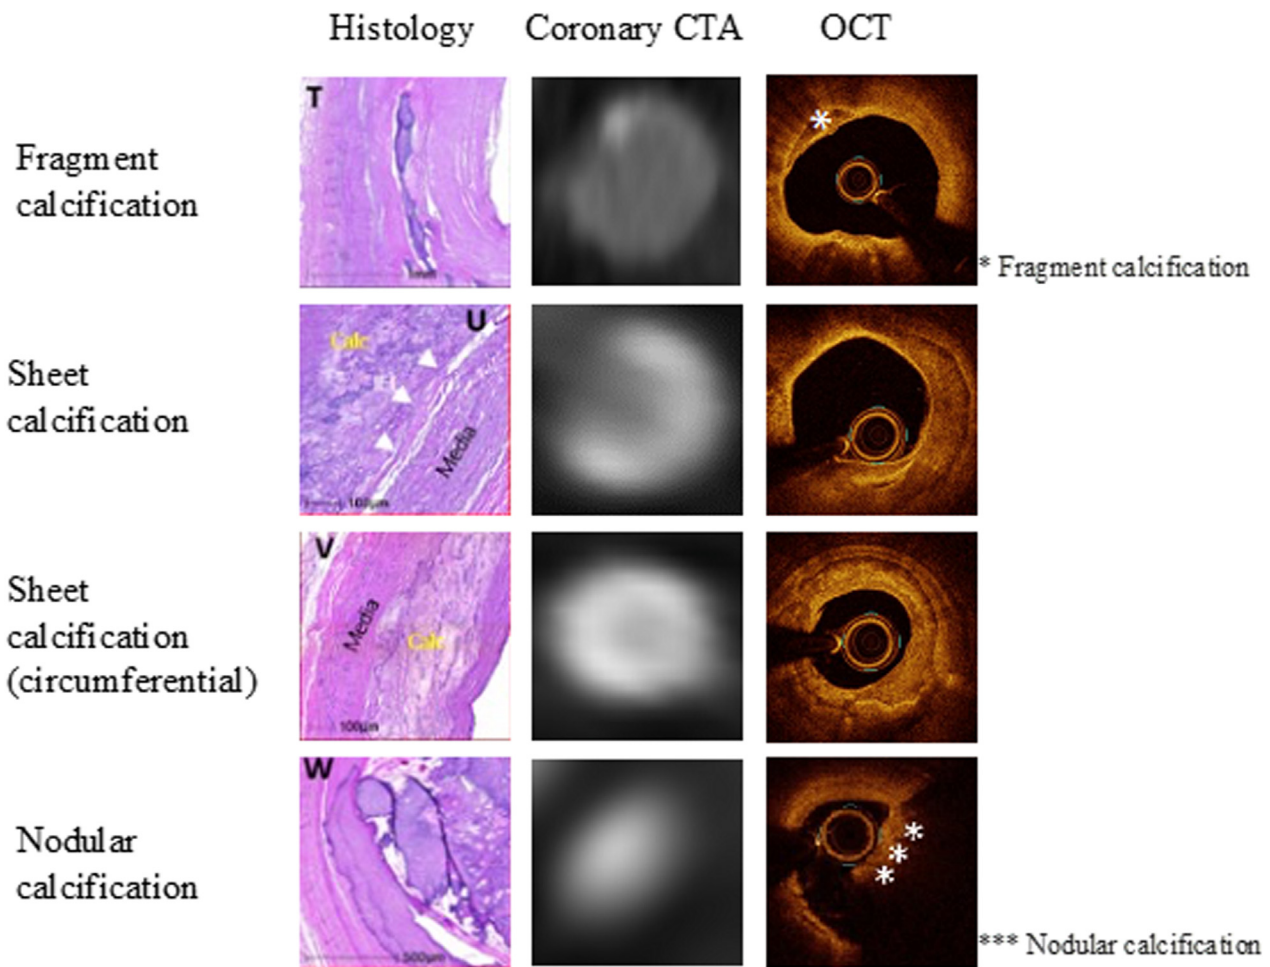 Histology Coronary CTA OCT
T
Fragment
calcification
1mm
*
* Fragment calcification
U
Calc
Sheet
calcification
Media
100µm
V
Sheet
calcification
(circumferential)
Media
Calc
100µm
W
Nodular
calcification
500µm
* * *
*** Nodular calcification